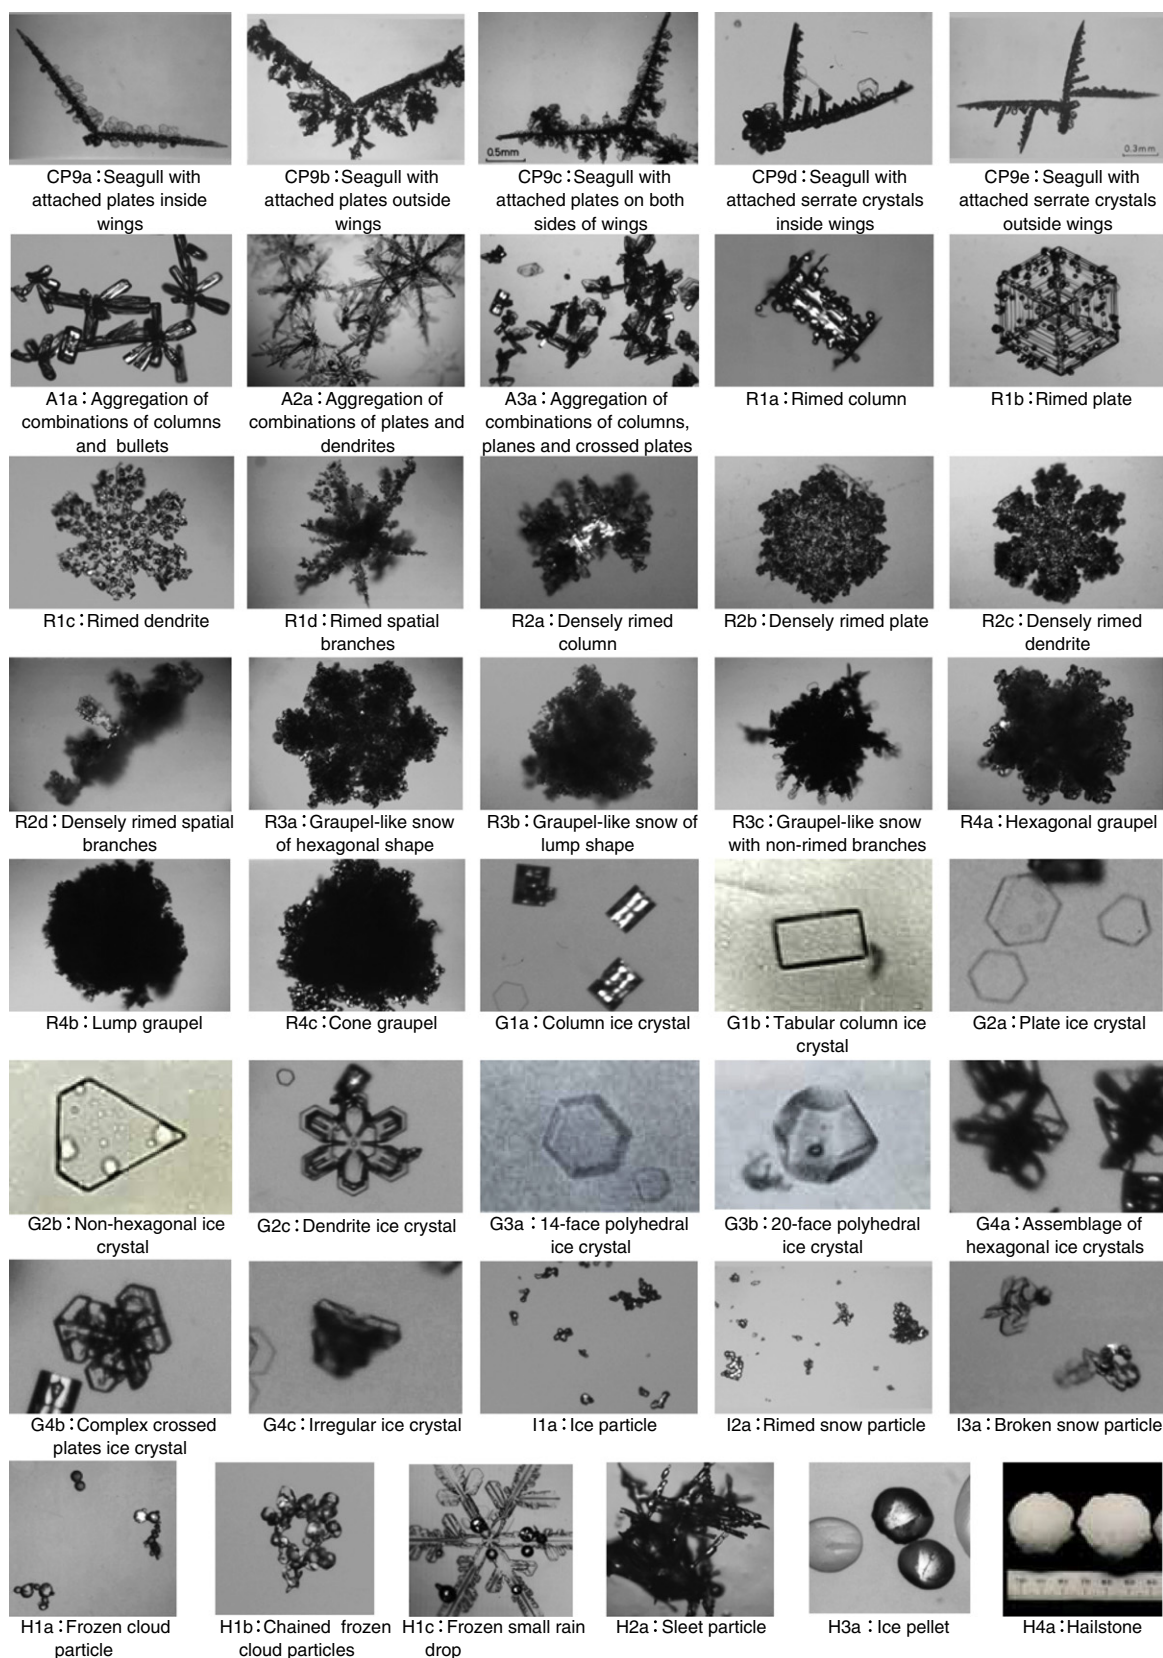 0.5mm
0.3mm
CP9a：Seagull with
attached plates inside
wings
CP9b：Seagull with
attached plates outside
wings
CP9c：Seagull with
attached plates on both
sides of wings
CP9d：Seagull with
attached serrate crystals
inside wings
CP9e：Seagull with
attached serrate crystals
outside wings
A1a：Aggregation of
combinations of columns
and bullets
A2a：Aggregation of
combinations of plates and
dendrites
A3a：Aggregation of
combinations of columns,
planes and crossed plates
R1a：Rimed column
R1b：Rimed plate
R1c：Rimed dendrite
R1d：Rimed spatial
branches
R2a：Densely rimed
column
R2b：Densely rimed plate
R2c：Densely rimed
dendrite
R2d：Densely rimed spatial
branches
R3a：Graupel-like snow
of hexagonal shape
R3b：Graupel-like snow of
lump shape
R3c：Graupel-like snow
with non-rimed branches
R4a：Hexagonal graupel
R4b：Lump graupel
R4c：Cone graupel
G1a：Column ice crystal
G1b：Tabular column ice
crystal
G2a：Plate ice crystal
G2b：Non-hexagonal ice
crystal
G2c：Dendrite ice crystal
G3a：14-face polyhedral
ice crystal
G3b：20-face polyhedral
ice crystal
G4a：Assemblage of
hexagonal ice crystals
G4b：Complex crossed
plates ice crystal
G4c：Irregular ice crystal
I1a：Ice particle
I2a：Rimed snow particle
I3a：Broken snow particle
H1a：Frozen cloud
particle
H1b：Chained frozen
cloud particles
H1c：Frozen small rain
drop
H2a：Sleet particle
H3a：Ice pellet
H4a：Hailstone